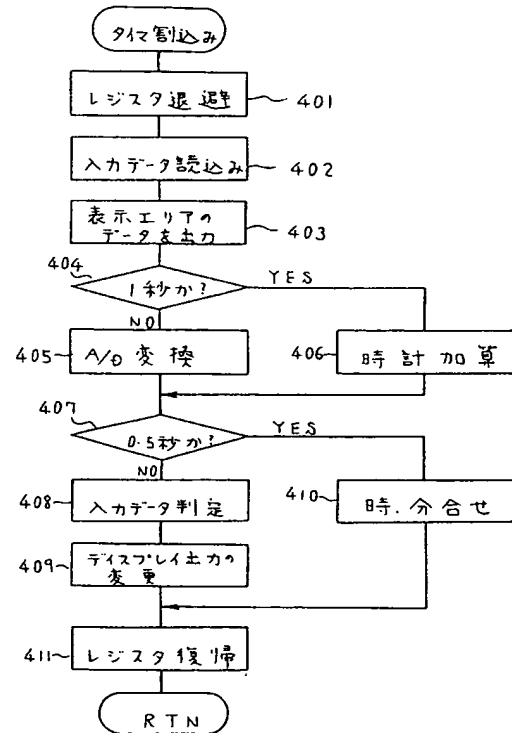 タイマ割込み
レジスタ退避
401
入力データ読込み
402
表示エリアの
データを出力
403
404
1秒か?
YES
NO
405
A/D変換
406
時計加算
407
0.5秒か?
YES
NO
408
入力データ判定
410
時.分合せ
409
ディスプレイ出力の
変更
411
レジスタ復帰
RTN